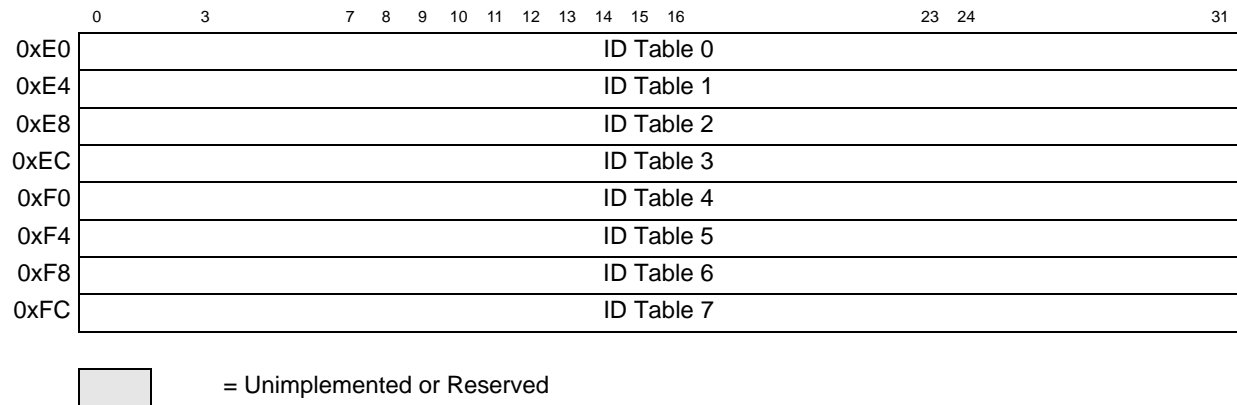 0 3 7 8 9 10 11 12 13 14 15 16 23 24 31
0xE0 ID Table 0
0xE4 ID Table 1
0xE8 ID Table 2
0xEC ID Table 3
0xF0 ID Table 4
0xF4 ID Table 5
0xF8 ID Table 6
0xFC ID Table 7
= Unimplemented or Reserved